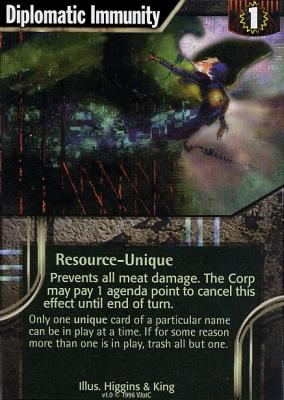 Diplomatic Immunity
1
Resource-Unique
Prevents all meat damage. The Corp
may pay 1 agenda point to cancel this
effect until end of turn.
Only one unique card of a particular name
can be in play at a time. If for some reason
more than one is in play, trash all but one.
Illus. Higgins & King
v1.0 © 1996 WotC